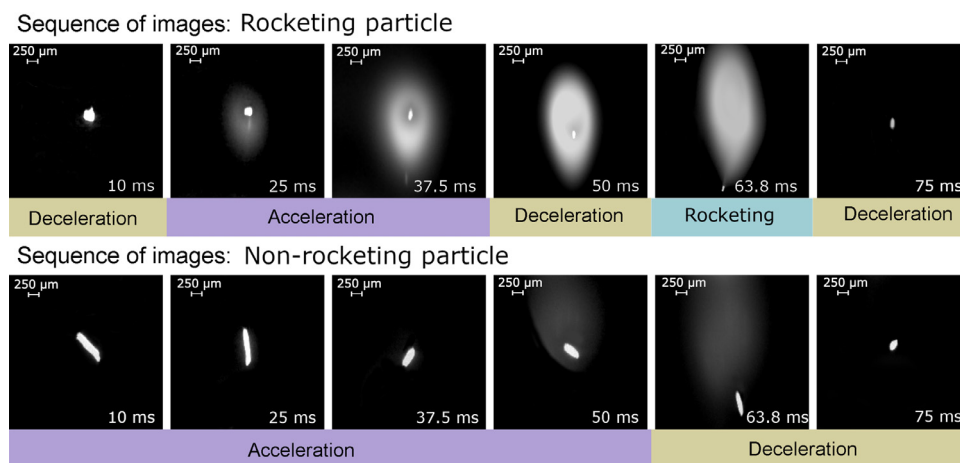 Sequence of images: Rocketing particle
250 µm 250 µm 250 µm 250 µm 250 µm 250 µm
10 ms 25 ms 37.5 ms 50 ms 63.8 ms 75 ms
Deceleration Acceleration Deceleration Rocketing Deceleration
Sequence of images: Non-rocketing particle
250 µm 250 µm 250 µm 250 µm 250 µm 250 µm
10 ms 25 ms 37.5 ms 50 ms 63.8 ms 75 ms
Acceleration Deceleration